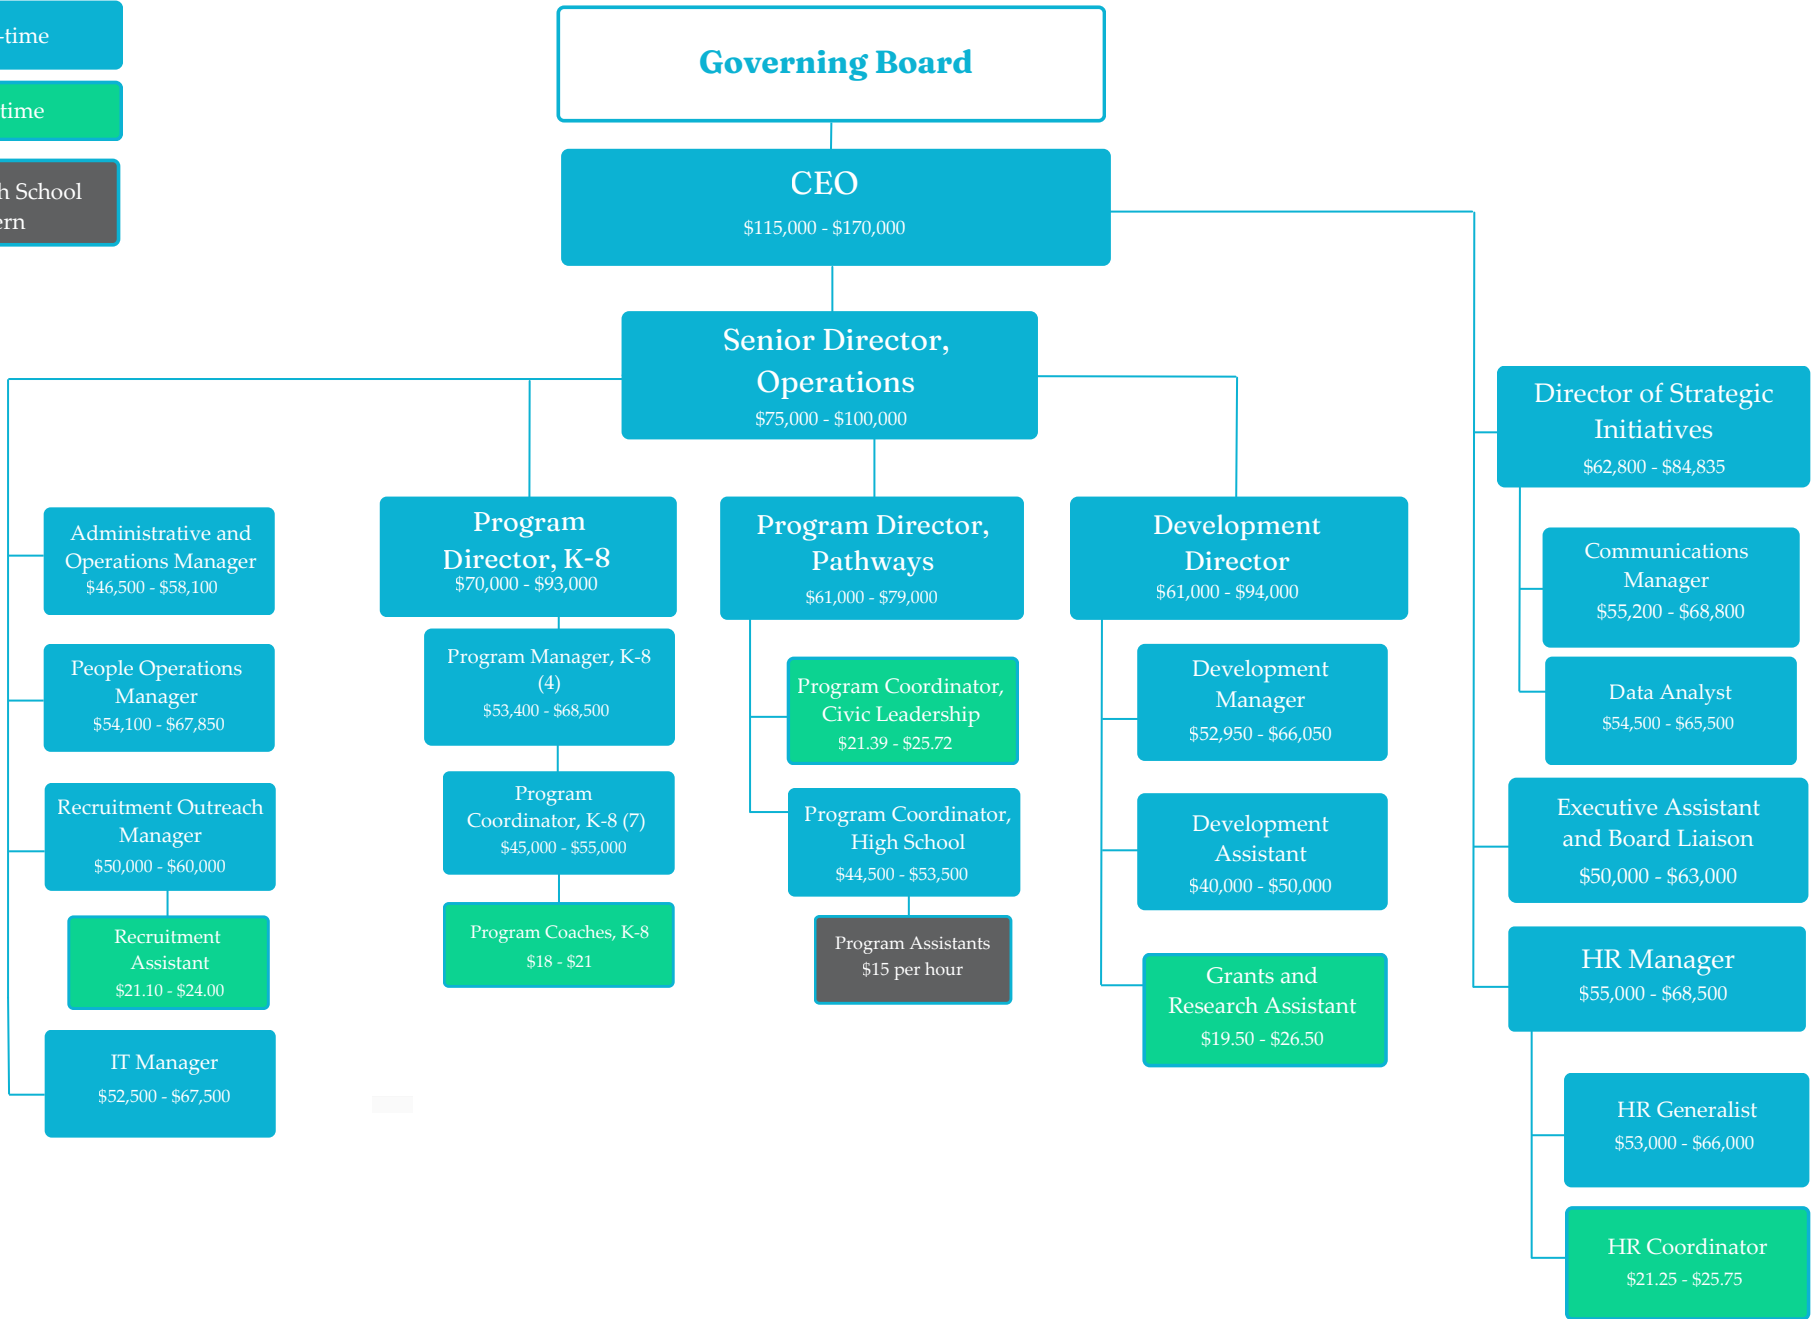 -time
time
h School
ern
Governing Board
CEO
$115,000 - $170,000
Senior Director,
Operations
$75,000 - $100,000
Administrative and
Operations Manager
$46,500 - $58,100
People Operations
Manager
$54,100 - $67,850
Recruitment Outreach
Manager
$50,000 - $60,000
Recruitment
Assistant
$21.10 - $24.00
IT Manager
$52,500 - $67,500
Program
Director, K-8
$70,000 - $93,000
Program Manager, K-8
(4)
$53,400 - $68,500
Program
Coordinator, K-8 (7)
$45,000 - $55,000
Program Coaches, K-8
$18 - $21
Program Director,
Pathways
$61,000 - $79,000
Program Coordinator,
Civic Leadership
$21.39 - $25.72
Program Coordinator,
High School
$44,500 - $53,500
Program Assistants
$15 per hour
Development
Director
$61,000 - $94,000
Development
Manager
$52,950 - $66,050
Development
Assistant
$40,000 - $50,000
Grants and
Research Assistant
$19.50 - $26.50
Director of Strategic
Initiatives
$62,800 - $84,835
Communications
Manager
$55,200 - $68,800
Data Analyst
$54,500 - $65,500
Executive Assistant
and Board Liaison
$50,000 - $63,000
HR Manager
$55,000 - $68,500
HR Generalist
$53,000 - $66,000
HR Coordinator
$21.25 - $25.75